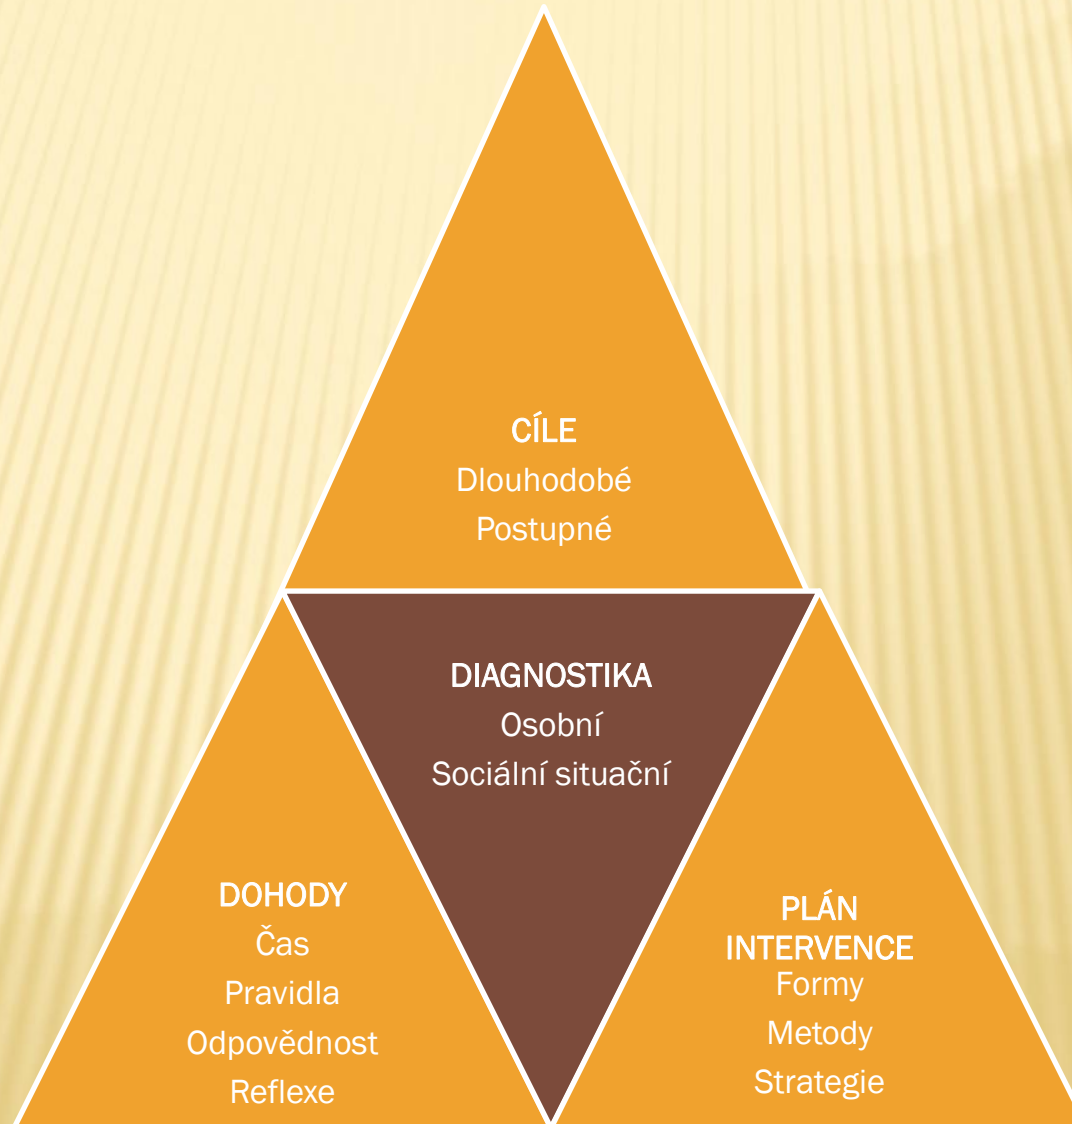 CÍLE
Dlouhodobé
Postupné
DIAGNOSTIKA
Osobní
Sociální situační
DOHODY
Čas
Pravidla
Odpovědnost
Reflexe
PLÁN
INTERVENCE
Formy
Metody
Strategie